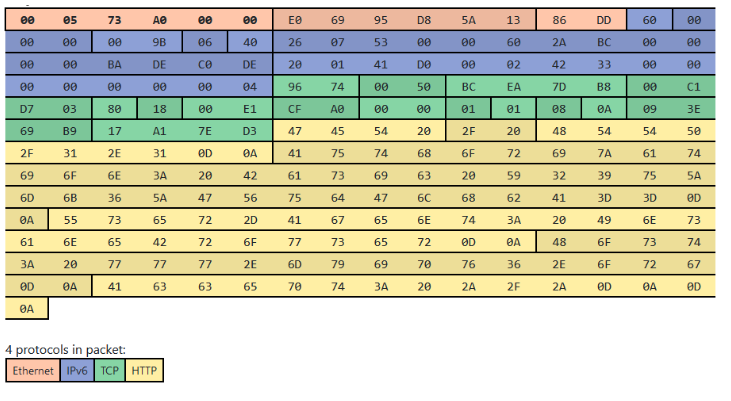 00 05 73 A0 00 00 E0 69 95 D8 5A 13 86 DD 60 00
00 00 00 9B 06 40 26 07 53 00 00 60 2A BC 00 00
00 00 BA DE C0 DE 20 01 41 D0 00 02 42 33 00 00
00 00 00 00 00 04 96 74 00 50 BC EA 7D B8 00 C1
D7 03 80 18 00 E1 CF A0 00 00 01 01 08 0A 09 3E
69 B9 17 A1 7E D3 47 45 54 20 2F 20 48 54 54 50
2F 31 2E 31 0D 0A 41 75 74 68 6F 72 69 7A 61 74
69 6F 6E 3A 20 42 61 73 69 63 20 59 32 39 75 5A
6D 6B 36 5A 47 56 75 64 47 6C 68 62 41 3D 3D 0D
0A 55 73 65 72 2D 41 67 65 6E 74 3A 20 49 6E 73
61 6E 65 42 72 6F 77 73 65 72 0D 0A 48 6F 73 74
3A 20 77 77 77 2E 6D 79 69 70 76 36 2E 6F 72 67
0D 0A 41 63 63 65 70 74 3A 20 2A 2F 2A 0D 0A 0D
0A
4 protocols in packet:
Ethernet IPv6 TCP HTTP